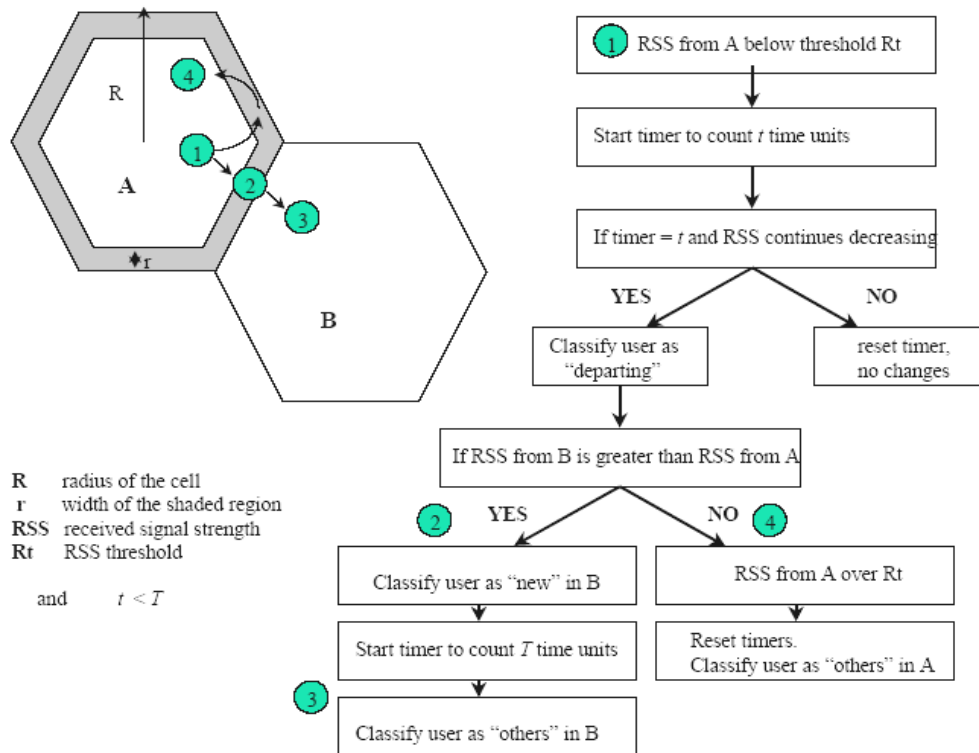 R
4
1
A
2
3
r
B
R radius of the cell
r width of the shaded region
RSS received signal strength
Rt RSS threshold
and t < T
1 RSS from A below threshold Rt
Start timer to count t time units
If timer = t and RSS continues decreasing
YES
NO
Classify user as
“departing”
reset timer,
no changes
If RSS from B is greater than RSS from A
2 YES
NO 4
Classify user as “new” in B
RSS from A over Rt
Start timer to count T time units
Reset timers.
Classify user as “others” in A
3
Classify user as “others” in B